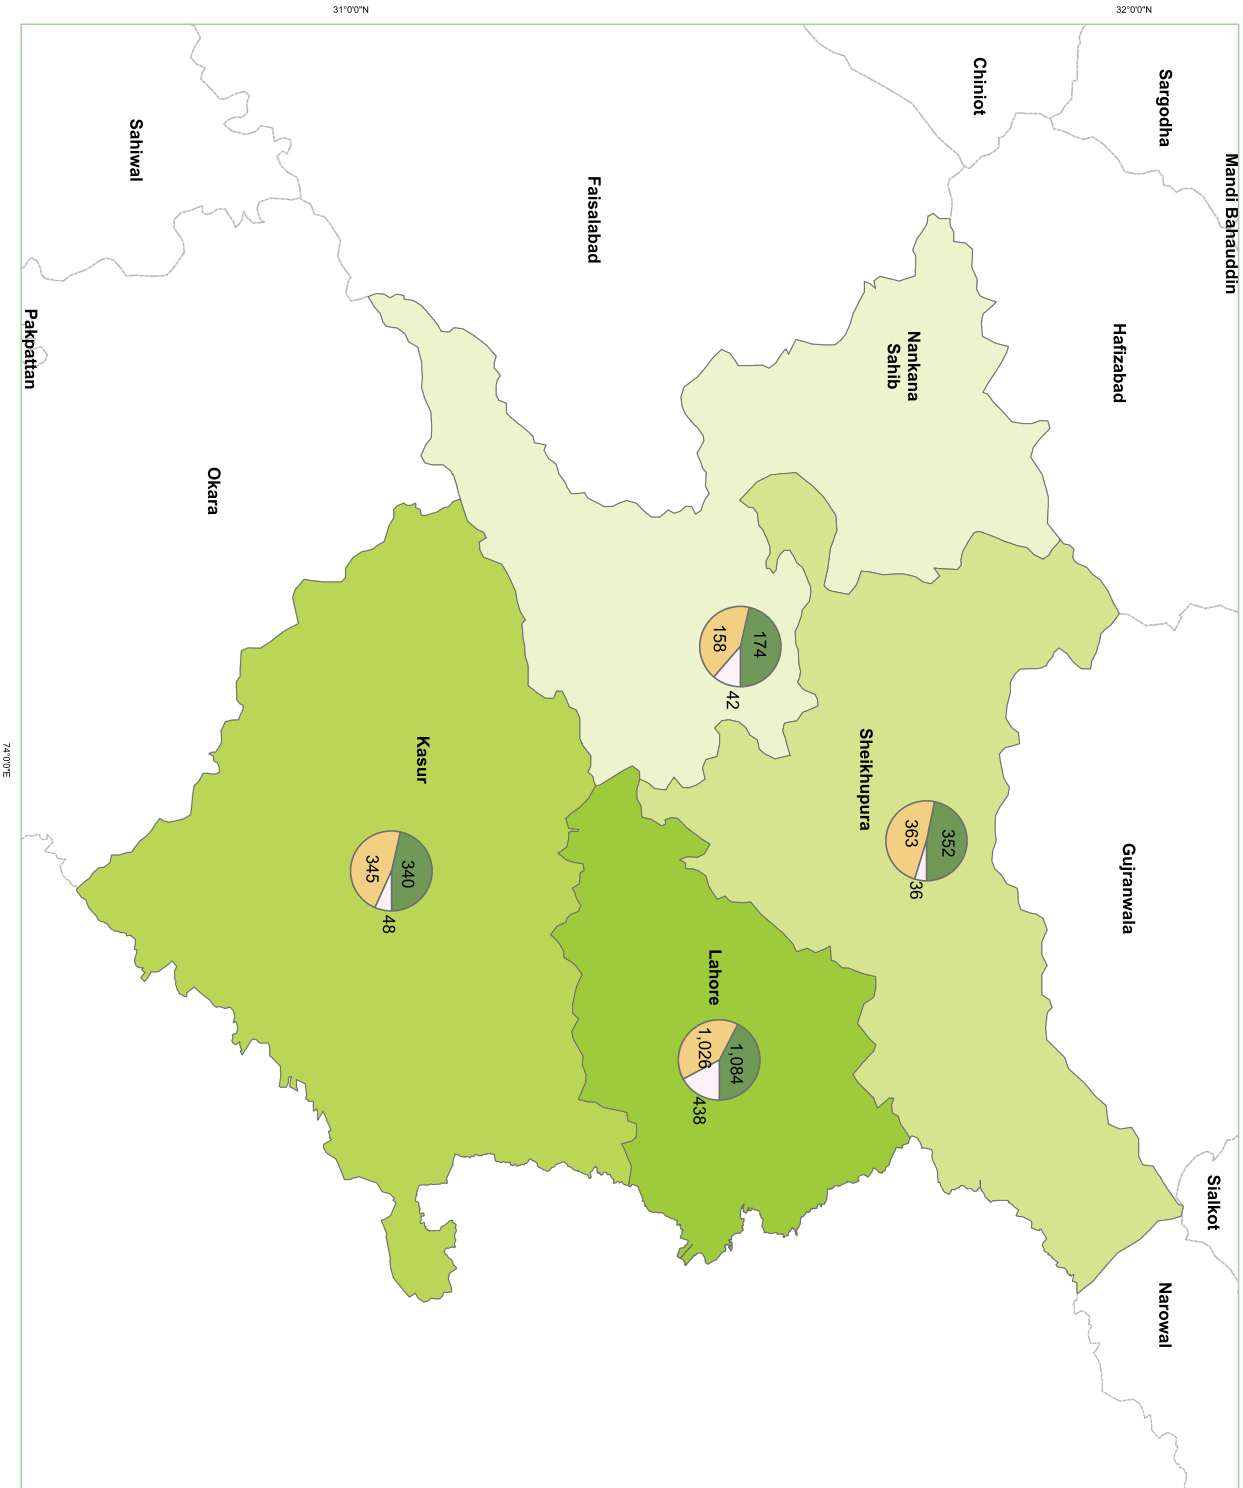 31°0'0"N
32°0'0"N
74°0'0"E
Mandi Bahauddin
Sargodha
Chiniot
Hafizabad
Faisalabad
Sahiwal
Pakpattan
Okara
Nankana
Sahib
174
158
42
Sheikhupura
352
363
36
Gujranwala
Kasur
340
345
48
Lahore
1,084
1,026
438
Sialkot
Narowal